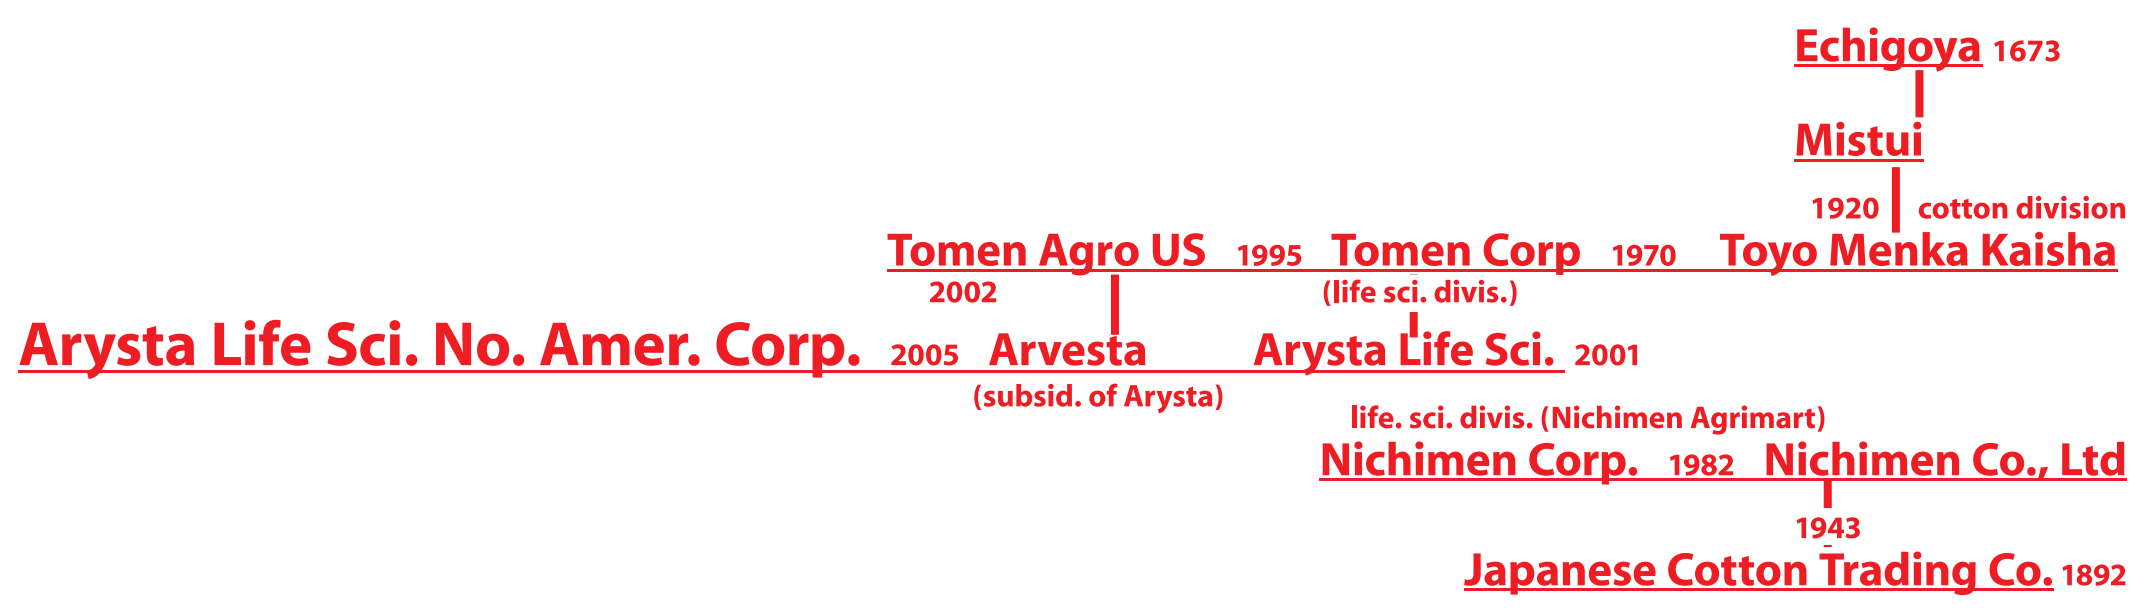 Echigoya 1673
Mistui
1920 cotton division
Tomen Agro US 1995 Tomen Corp 1970 Toyo Menka Kaisha
2002 (life sci. divis.)
Arysta Life Sci. No. Amer. Corp. 2005 Arvesta Arysta Life Sci. 2001
(subsid. of Arysta)
life. sci. divis. (Nichimen Agrimart)
Nichimen Corp. 1982 Nichimen Co., Ltd
1943
Japanese Cotton Trading Co. 1892